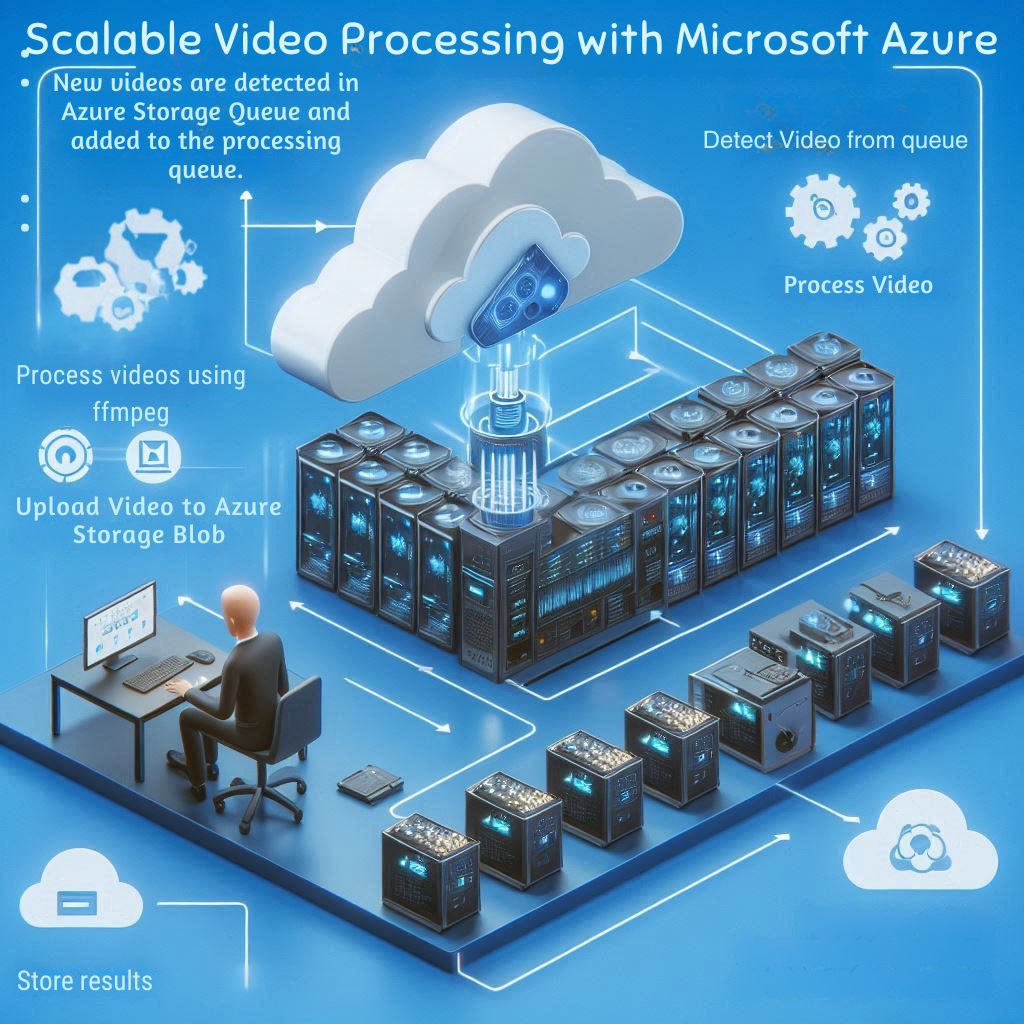 Scalable Video Processing with Microsoft Azure
New videos are detected in
Azure Storage Queue and
added to the processing
queue.
Detect Video from queue
Process Video
Process videos using
ffmpeg
Upload Video to Azure
Storage Blob
Store results